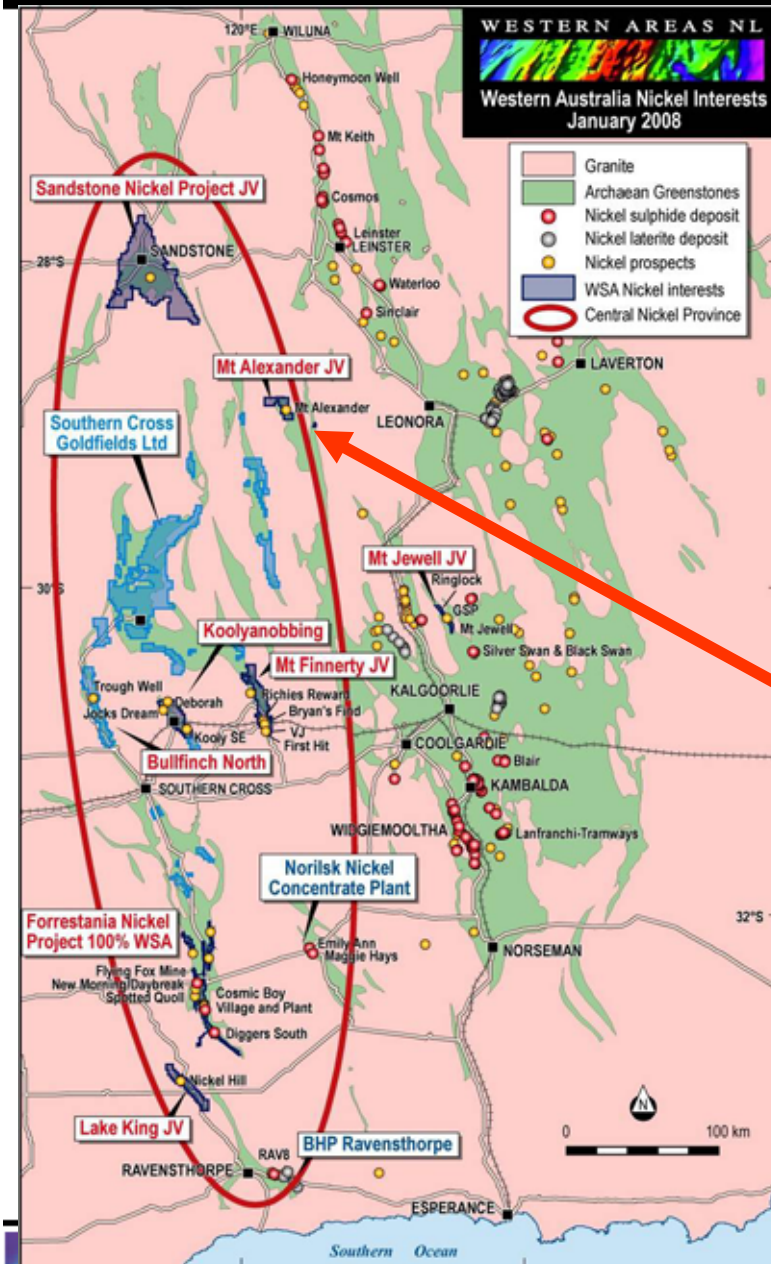 WESTERN AREAS NL
Western Australia Nickel Interests
January 2008
Granite
Archaean Greenstones
Nickel sulphide deposit
Nickel laterite deposit
Nickel prospects
WSA Nickel interests
Central Nickel Province
120°E
WILUNA
Honeymoon Well
Mt Keith
Sandstone Nickel Project JV
Cosmos
Leinster
LEINSTER
SANDSTONE
28°S
Waterloo
Sinclair
Mt Alexander JV
LAVERTON
Mt Alexander
LEONORA
Southern Cross
Goldfields Ltd
Mt Jewell JV
Ringlock
30°S
GSP
Mt Jewell
Koolyanobbing
Silver Swan & Black Swan
Mt Finnerty JV
Trough Well
Deborah
Richies Reward
KALGOORLIE
Jocks Dream
Bryan's Find
Kooly SE
VJ
First Hit
COOLGARDIE
Bullfinch North
Blair
SOUTHERN CROSS
KAMBALDA
WIDGIEMOOLTHA
Lanfranchi-Tramways
Norilsk Nickel
Concentrate Plant
32°S
Forrestania Nickel
Project 100% WSA
Emily Ann
Maggie Hays
NORSEMAN
Flying Fox Mine
New Morning/Daybreak
Spotted Quoll
Cosmic Boy
Village and Plant
Diggers South
Nickel Hill
N
Lake King JV
0 100 km
RAV8
BHP Ravensthorpe
RAVENSTHORPE
ESPERANCE
Southern Ocean